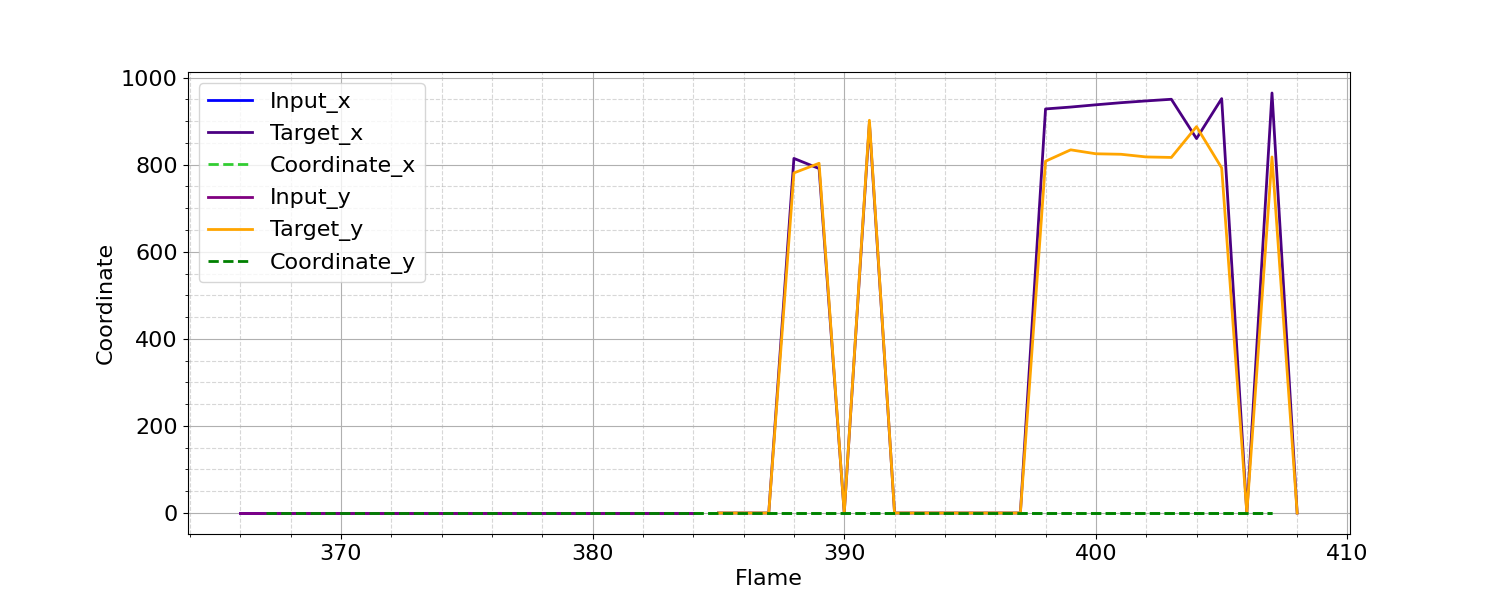 1000
800
600
400
200
0
Coordinate
Input_x
Target_x
Coordinate_x
Input_y
Target_y
Coordinate_y
370 380 390 400 410
Flame